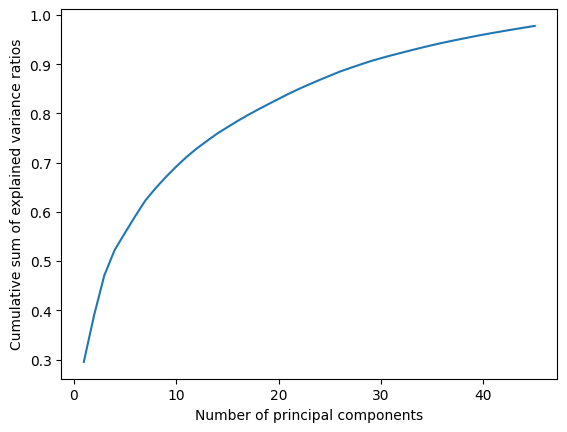 Cumulative sum of explained variance ratios
1.0
0.9
0.8
0.7
0.6
0.5
0.4
0.3
0 10 20 30 40
Number of principal components